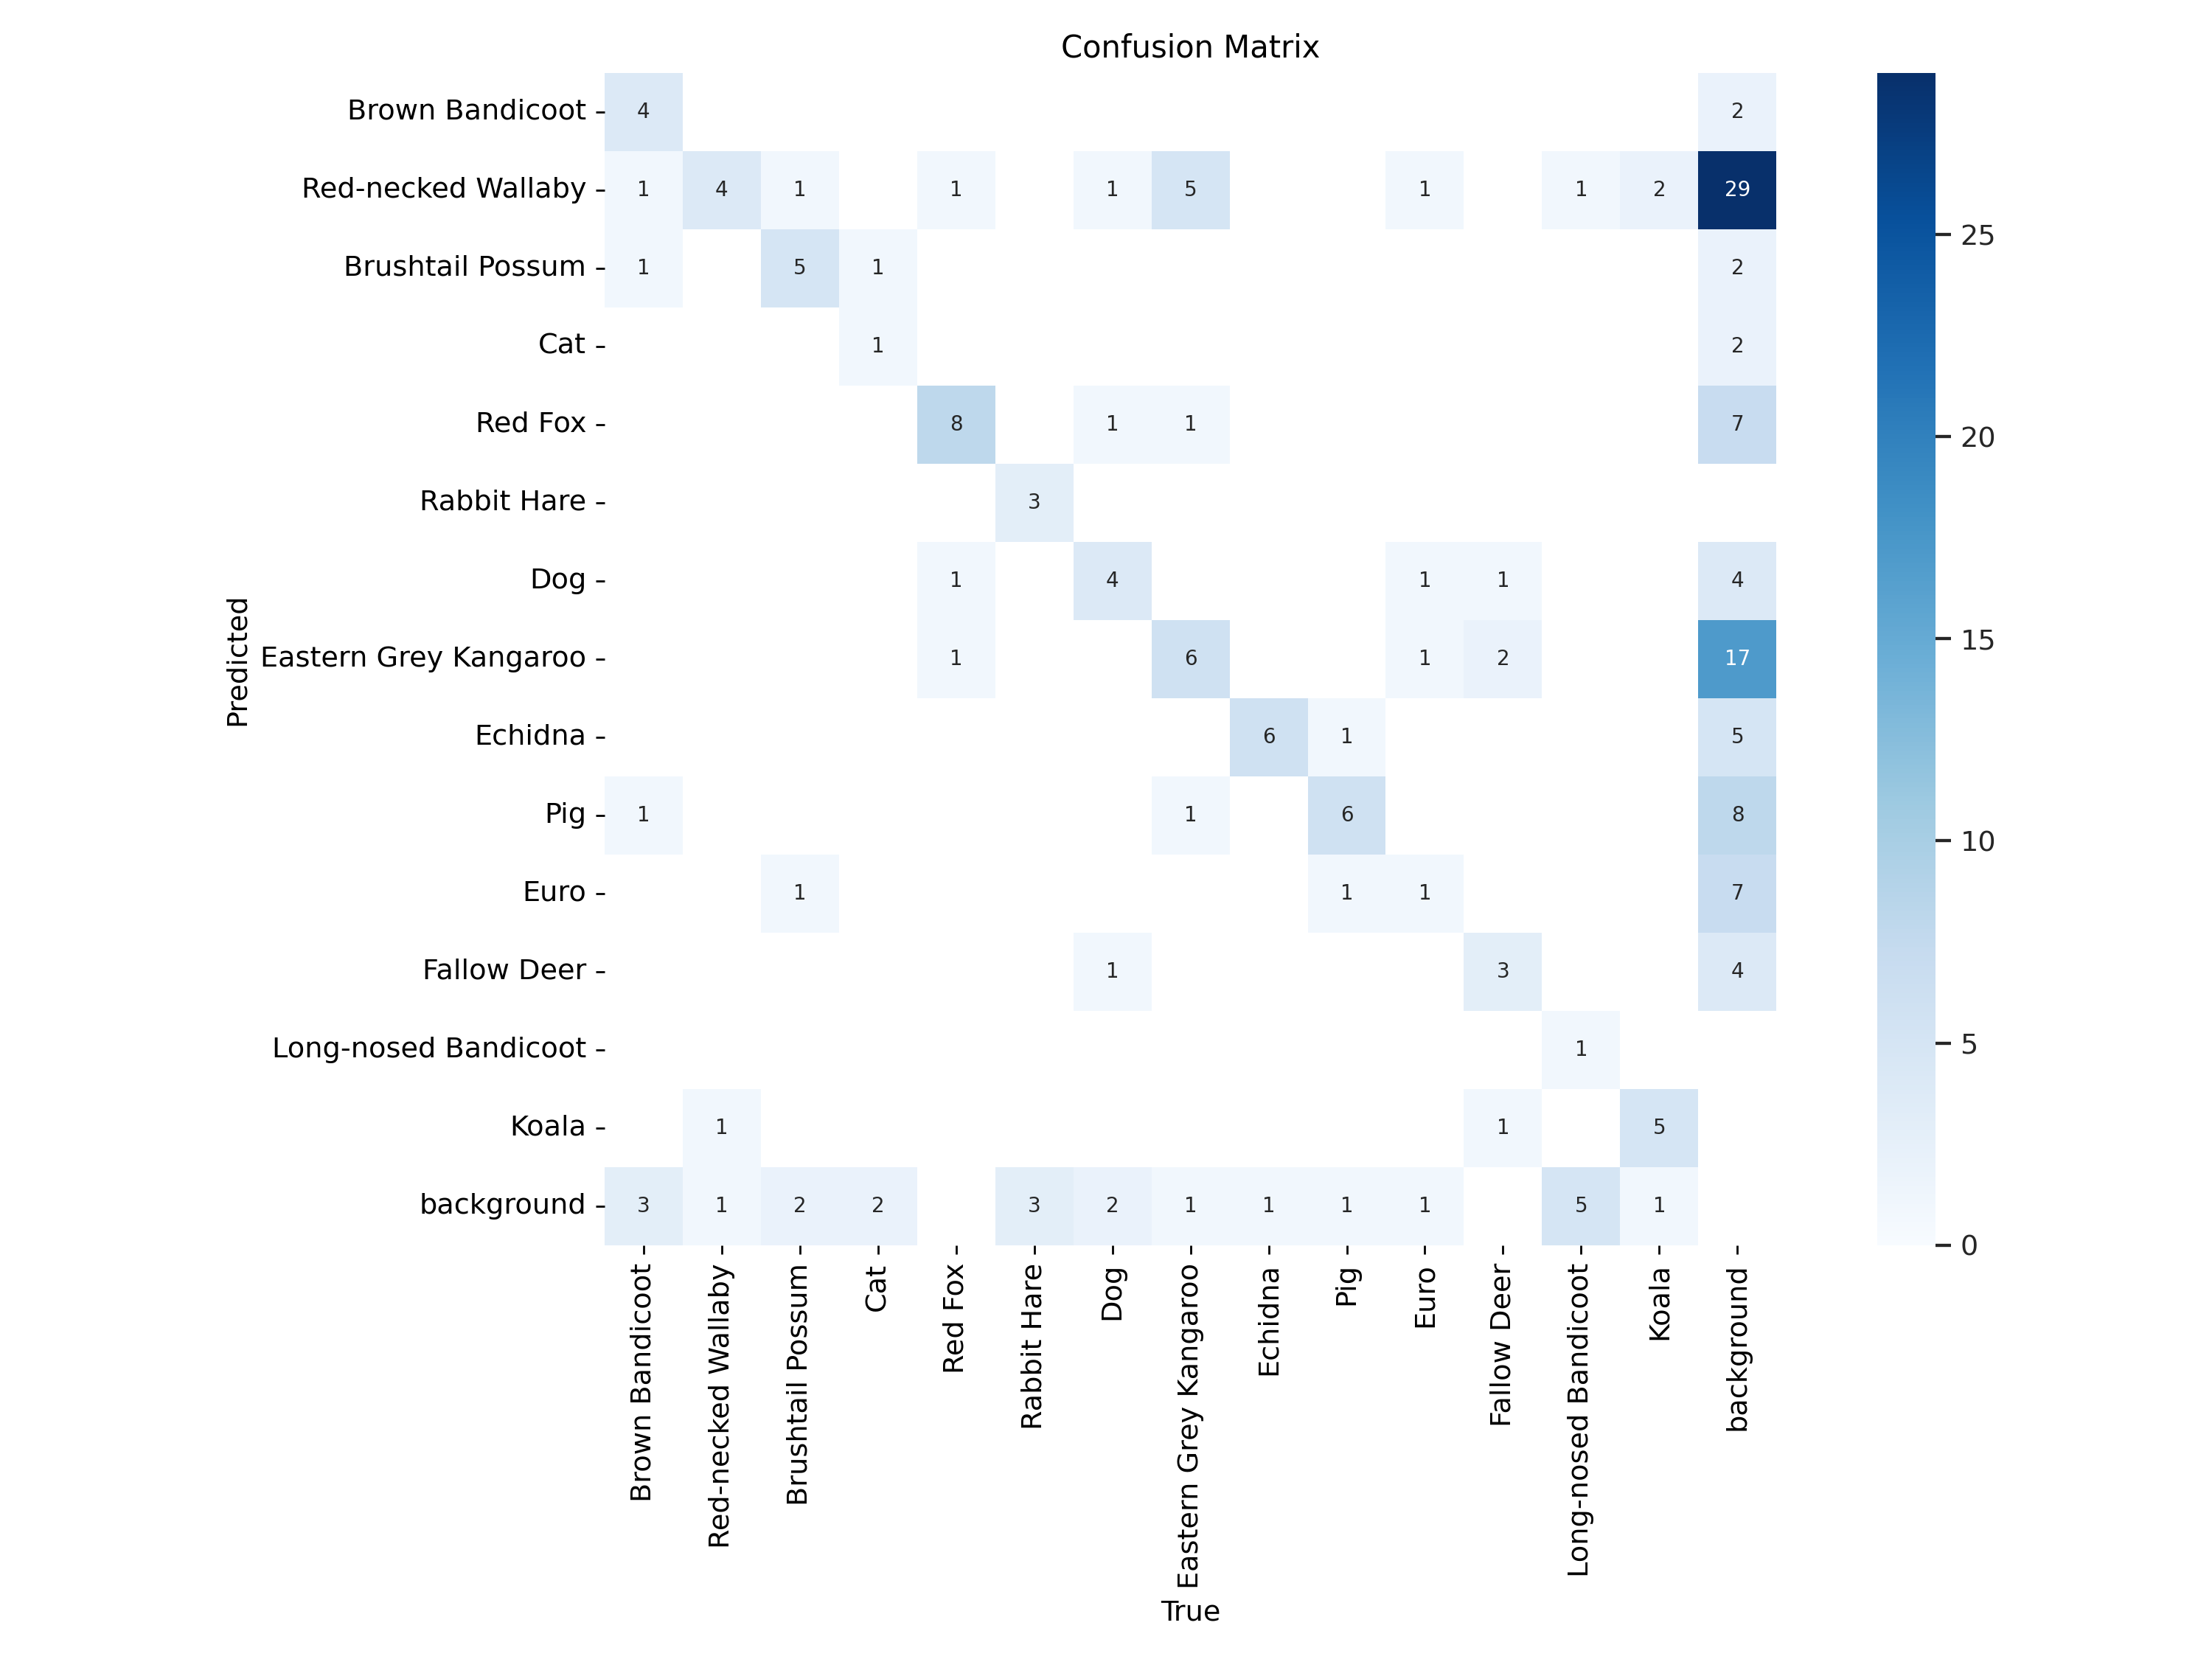 Confusion Matrix
Predicted
Brown Bandicoot 4 2
Red-necked Wallaby 1 4 1 1 1 5 1 1 2 29
Brushtail Possum 1 5 1 2
Cat 1 2
Red Fox 8 1 1 7
Rabbit Hare 3
Dog 1 4 1 1 4
Eastern Grey Kangaroo 1 6 1 2 17
Echidna 6 1 5
Pig 1 1 6 8
Euro 1 1 1 7
Fallow Deer 1 3 4
Long-nosed Bandicoot 1
Koala 1 1 5
background 3 1 2 2 3 2 1 1 1 1 5 1
Brown Bandicoot
Red-necked Wallaby
Brushtail Possum
Cat
Red Fox
Rabbit Hare
Dog
Eastern Grey Kangaroo
Echidna
Pig
Euro
Fallow Deer
Long-nosed Bandicoot
Koala
background
True
25
20
15
10
5
0